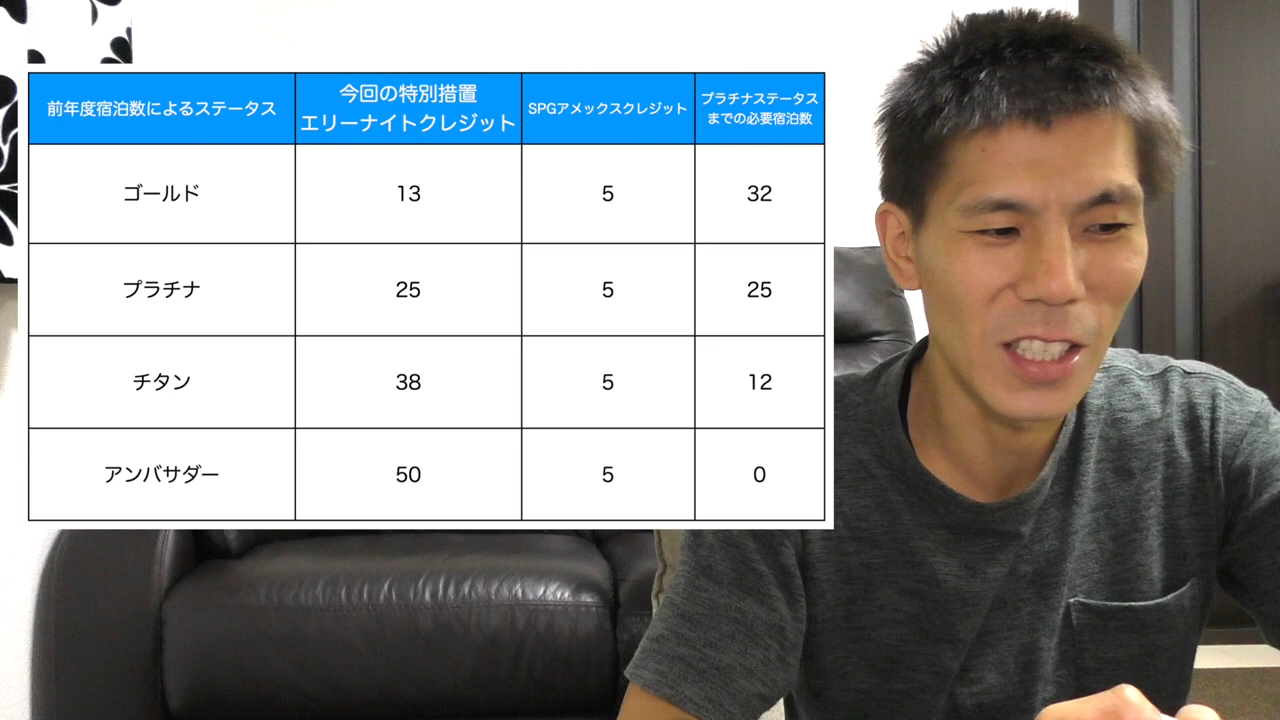 前年度宿泊数によるステータス
今回の特別措置
エリーナイトクレジット
SPGアメックスクレジット
プラチナステータス
までの必要宿泊数
ゴールド 13 5 32
プラチナ 25 5 25
チタン 38 5 12
アンバサダー 50 5 0